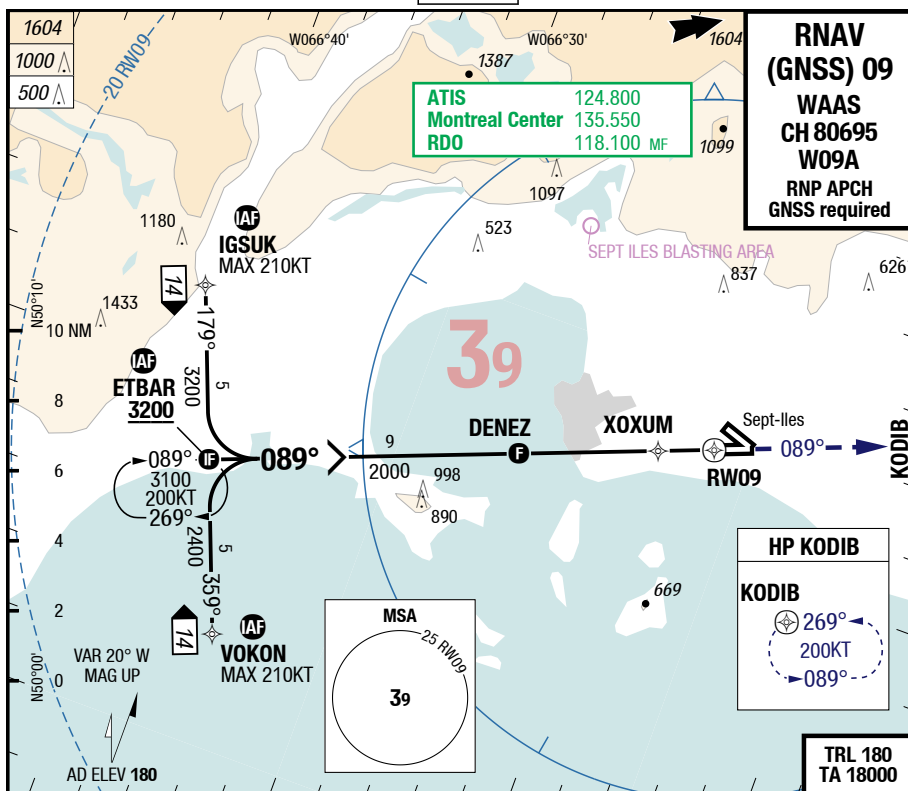 1604
1000
500
20 RW09
W066°40'
W066°30'
1387
1604
RNAV
(GNSS) 09
WAAS
CH 80695
W09A
RNP APCH
GNSS required
ATIS 124.800
Montreal Center 135.550
RDO 118.100 MF
1099
1097
1180
IAF
IGSUK
MAX 210KT
523
SEPT ILES BLASTING AREA
837
626
14
N50°10'
1433
10 NM
179°
39
IAF
ETBAR
3200
5
3200
8
DENEZ
XOXUM
Sept-Iles
9
2000
089°
IF
089°
F
RW09
089°
KODIB
6
3100
200KT
269°
998
890
4
5
2400
HP KODIB
KODIB
269°
200KT
089°
359°
2
669
MSA
25 RW09
39
14
IAF
VOKON
MAX 210KT
VAR 20° W
MAG UP
N50°00'
0
AD ELEV 180
TRL 180
TA 18000